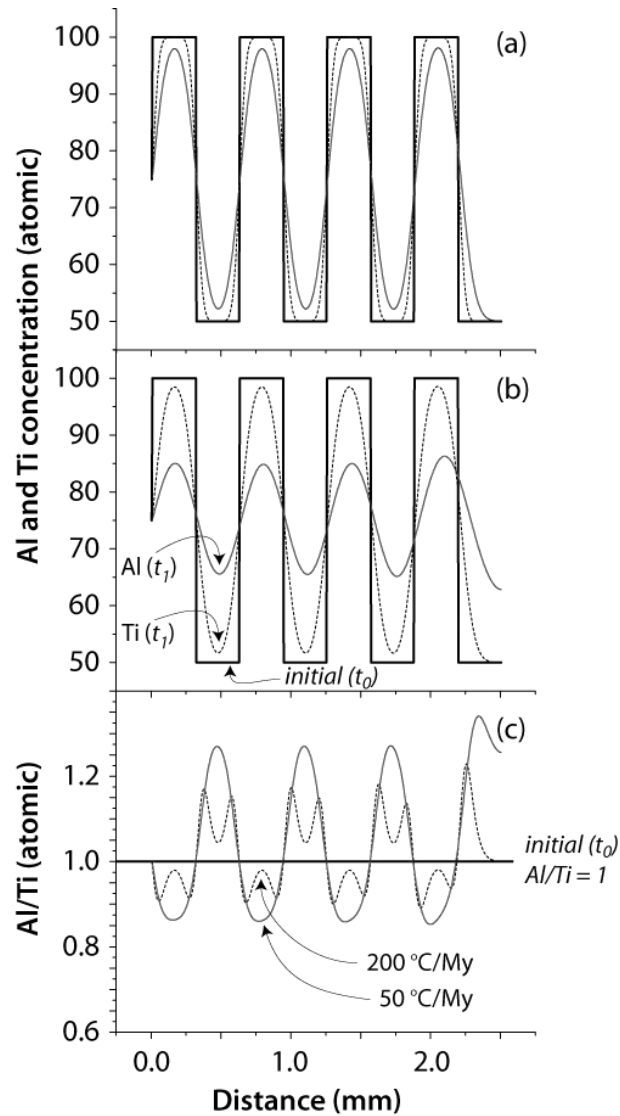 (a)
100
90
80
70
60
50
Al and Ti concentration (atomic)
(b)
100
90
80
70
60
50
Al (t1)
Ti (t1)
initial (t0)
(c)
1.2
1.0
0.8
0.6
Al/Ti (atomic)
initial (t0)
Al/Ti = 1
200 °C/My
50 °C/My
0.0 1.0 2.0
Distance (mm)